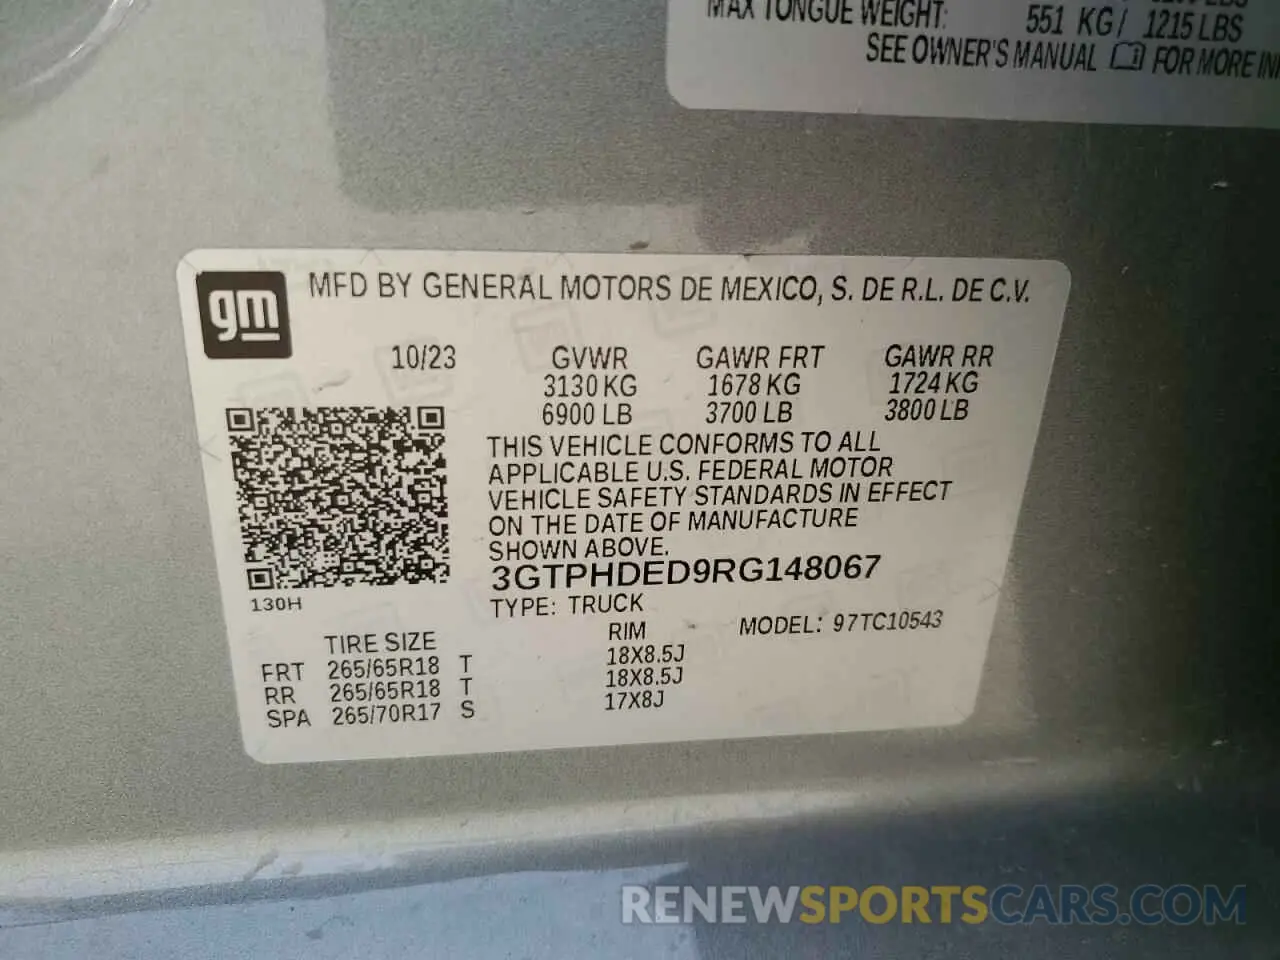 MAX TONGUE WEIGHT: 551 KG/ 1215 LBS
SEE OWNER'S MANUAL FOR MORE
gm
MFD BY GENERAL MOTORS DE MEXICO, S. DE R.L. DE C.V.
10/23 GVWR GAWR FRT GAWR RR
3130 KG 1678 KG 1724 KG
6900 LB 3700 LB 3800 LB
THIS VEHICLE CONFORMS TO ALL
APPLICABLE U.S. FEDERAL MOTOR
VEHICLE SAFETY STANDARDS IN EFFECT
ON THE DATE OF MANUFACTURE
SHOWN ABOVE.
3GTPHDED9RG148067
130H
TYPE: TRUCK MODEL: 97TC10543
TIRE SIZE RIM
FRT 265/65R18 T 18X8.5J
RR 265/65R18 T 18X8.5J
SPA 265/70R17 S 17X8J
RENEWSPORTSCARS.COM